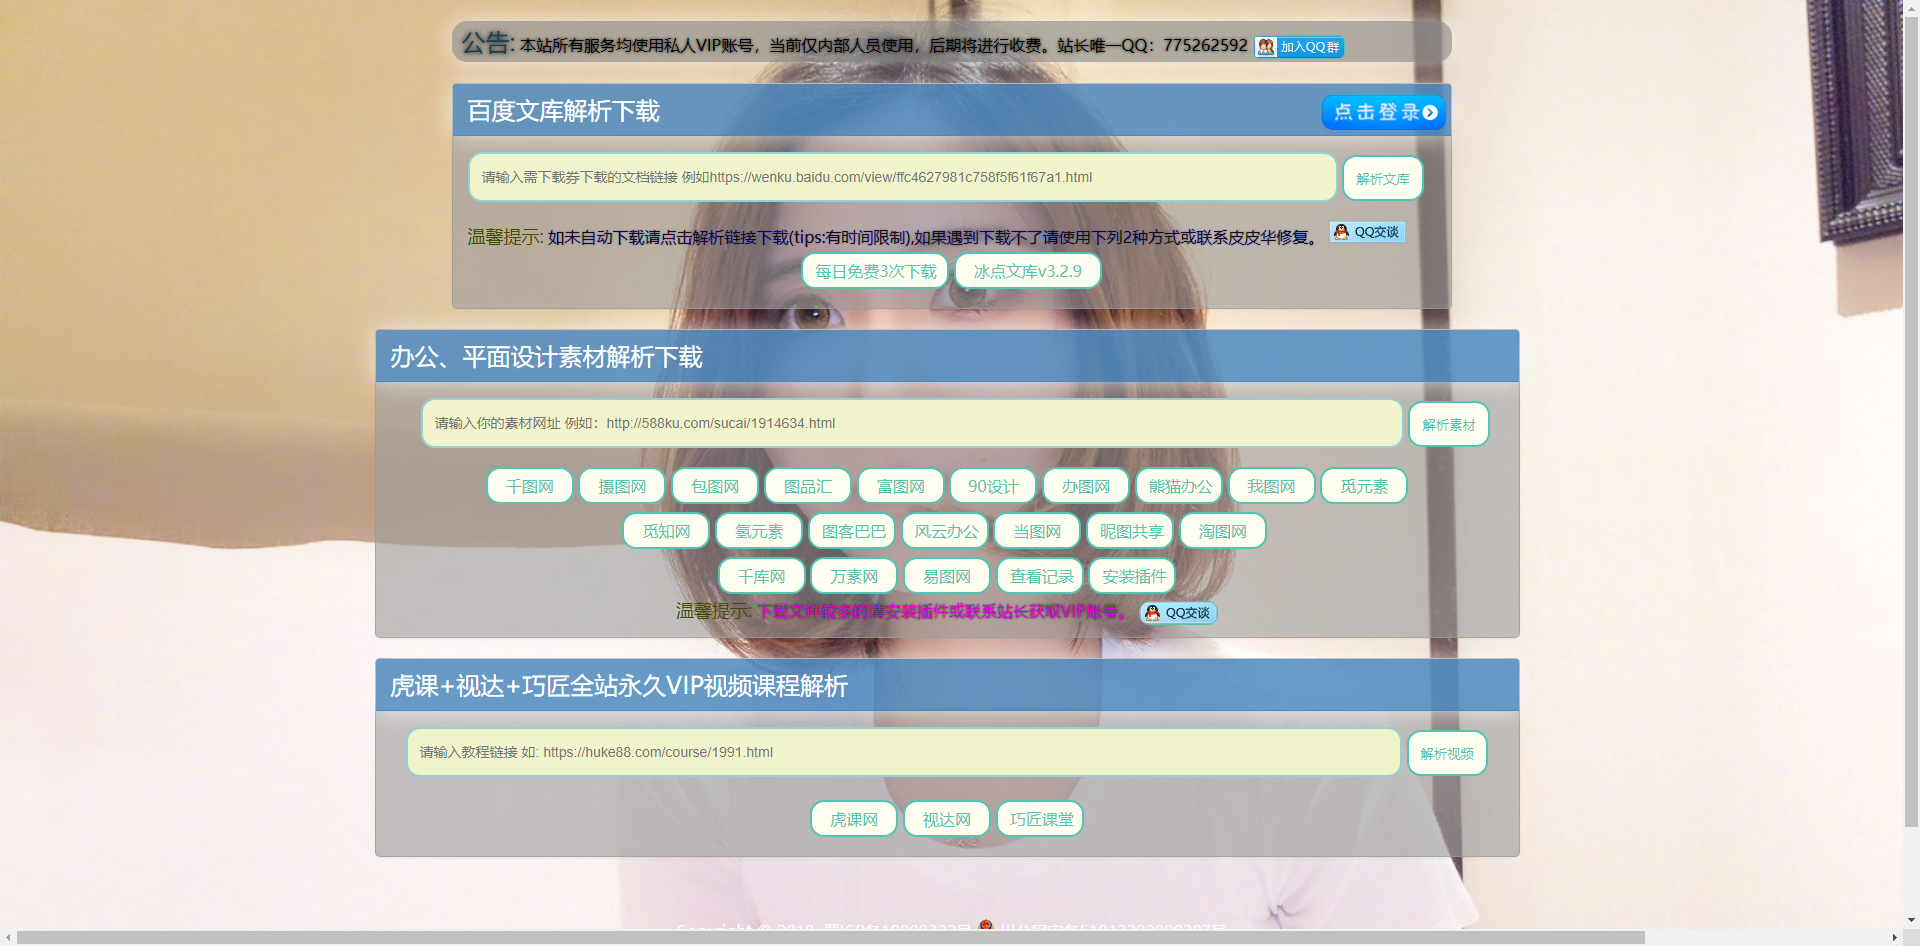 公告: 本站所有服务均使用私人VIP账号，当前仅内部人员使用，后期将进行收费。站长唯一QQ：775262592 加入QQ群
百度文库解析下载 点击登录
请输入需下载券下载的文档链接 例如https://wenku.baidu.com/view/ffc4627981c758f5f61f67a1.html 解析文库
温馨提示: 如未自动下载请点击解析链接下载(tips:有时间限制),如果遇到下载不了请使用下列2种方式或联系皮皮华修复。 QQ交谈
每日免费3次下载 冰点文库v3.2.9
办公、平面设计素材解析下载
请输入你的素材网址 例如：http://588ku.com/sucai/1914634.html 解析素材
千图网 摄图网 包图网 图品汇 富图网 90设计 办图网 熊猫办公 我图网 觅元素
觅知网 氢元素 图客巴巴 风云办公 当图网 昵图共享 淘图网
千库网 万素网 易图网 查看记录 安装插件
温馨提示: 下载文件较多的请安装插件或联系站长获取VIP账号。 QQ交谈
虎课+视达+巧匠全站永久VIP视频课程解析
请输入教程链接 如: https://huke88.com/course/1991.html 解析视频
虎课网 视达网 巧匠课堂